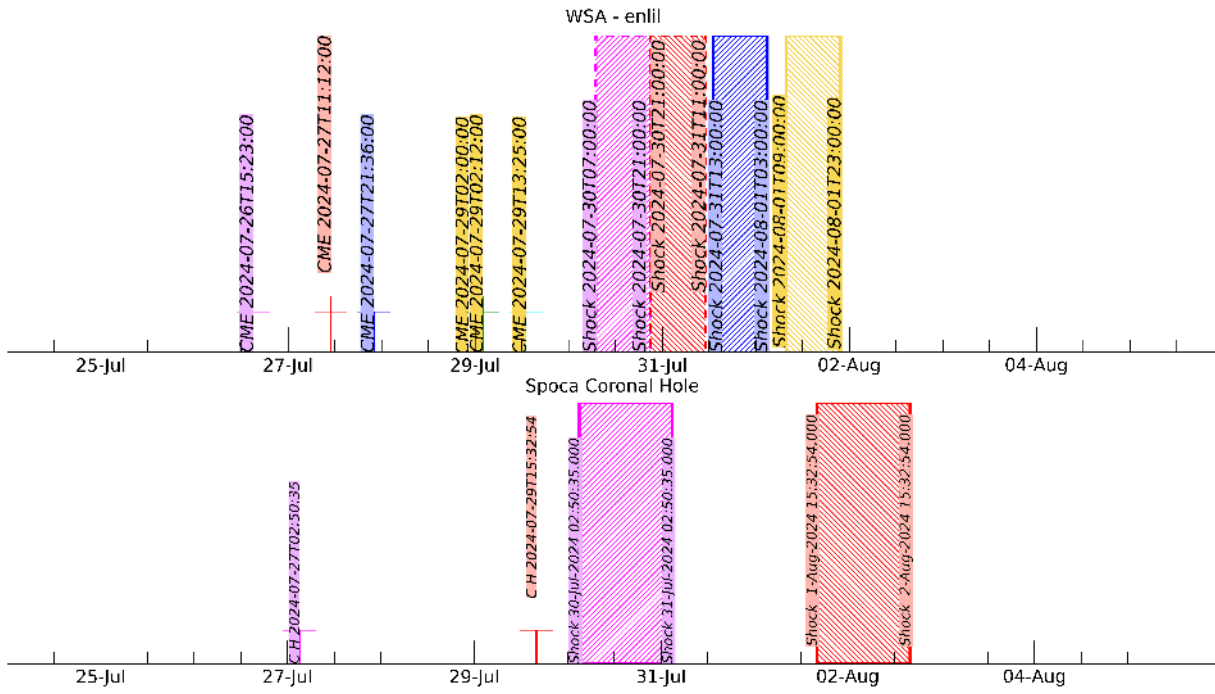 WSA - enlil
CME 2024-07-26T15:23:00
CME 2024-07-27T11:12:00
CME 2024-07-27T21:36:00
CME 2024-07-29T02:00:00
CME 2024-07-29T02:12:00
CME 2024-07-29T13:25:00
Shock 2024-07-30T07:00:00
Shock 2024-07-30T21:00:00
Shock 2024-07-30T21:00:00
Shock 2024-07-31T11:00:00
Shock 2024-07-31T13:00:00
Shock 2024-08-01T03:00:00
Shock 2024-08-01T09:00:00
Shock 2024-08-01T23:00:00
25-Jul 27-Jul 29-Jul 31-Jul 02-Aug 04-Aug
Spoca Coronal Hole
C H 2024-07-27T02:50:35
C H 2024-07-29T15:32:54
Shock 30-Jul-2024 02:50:35.000
Shock 31-Jul-2024 02:50:35.000
Shock 1-Aug-2024 15:32:54.000
Shock 2-Aug-2024 15:32:54.000
25-Jul 27-Jul 29-Jul 31-Jul 02-Aug 04-Aug